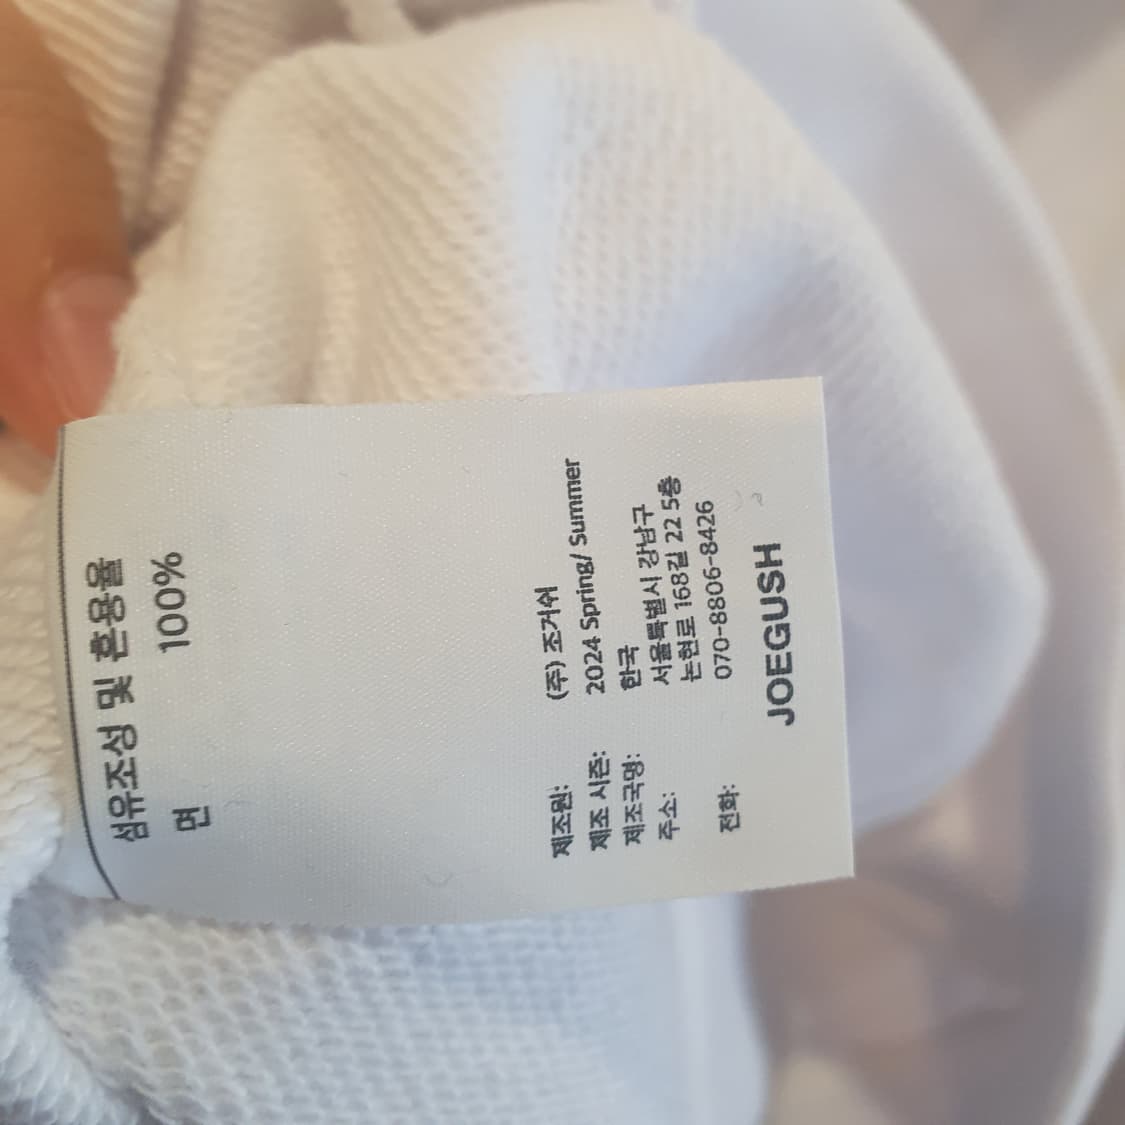 섬유조성 및 혼용율
면 100%
제조원: (주) 조거쉬
제조 시즌: 2024 Spring/ Summer
제조국명: 한국
주소: 서울특별시 강남구
논현로 168길 22 5층
전화: 070-8806-8426
JOEGUSH